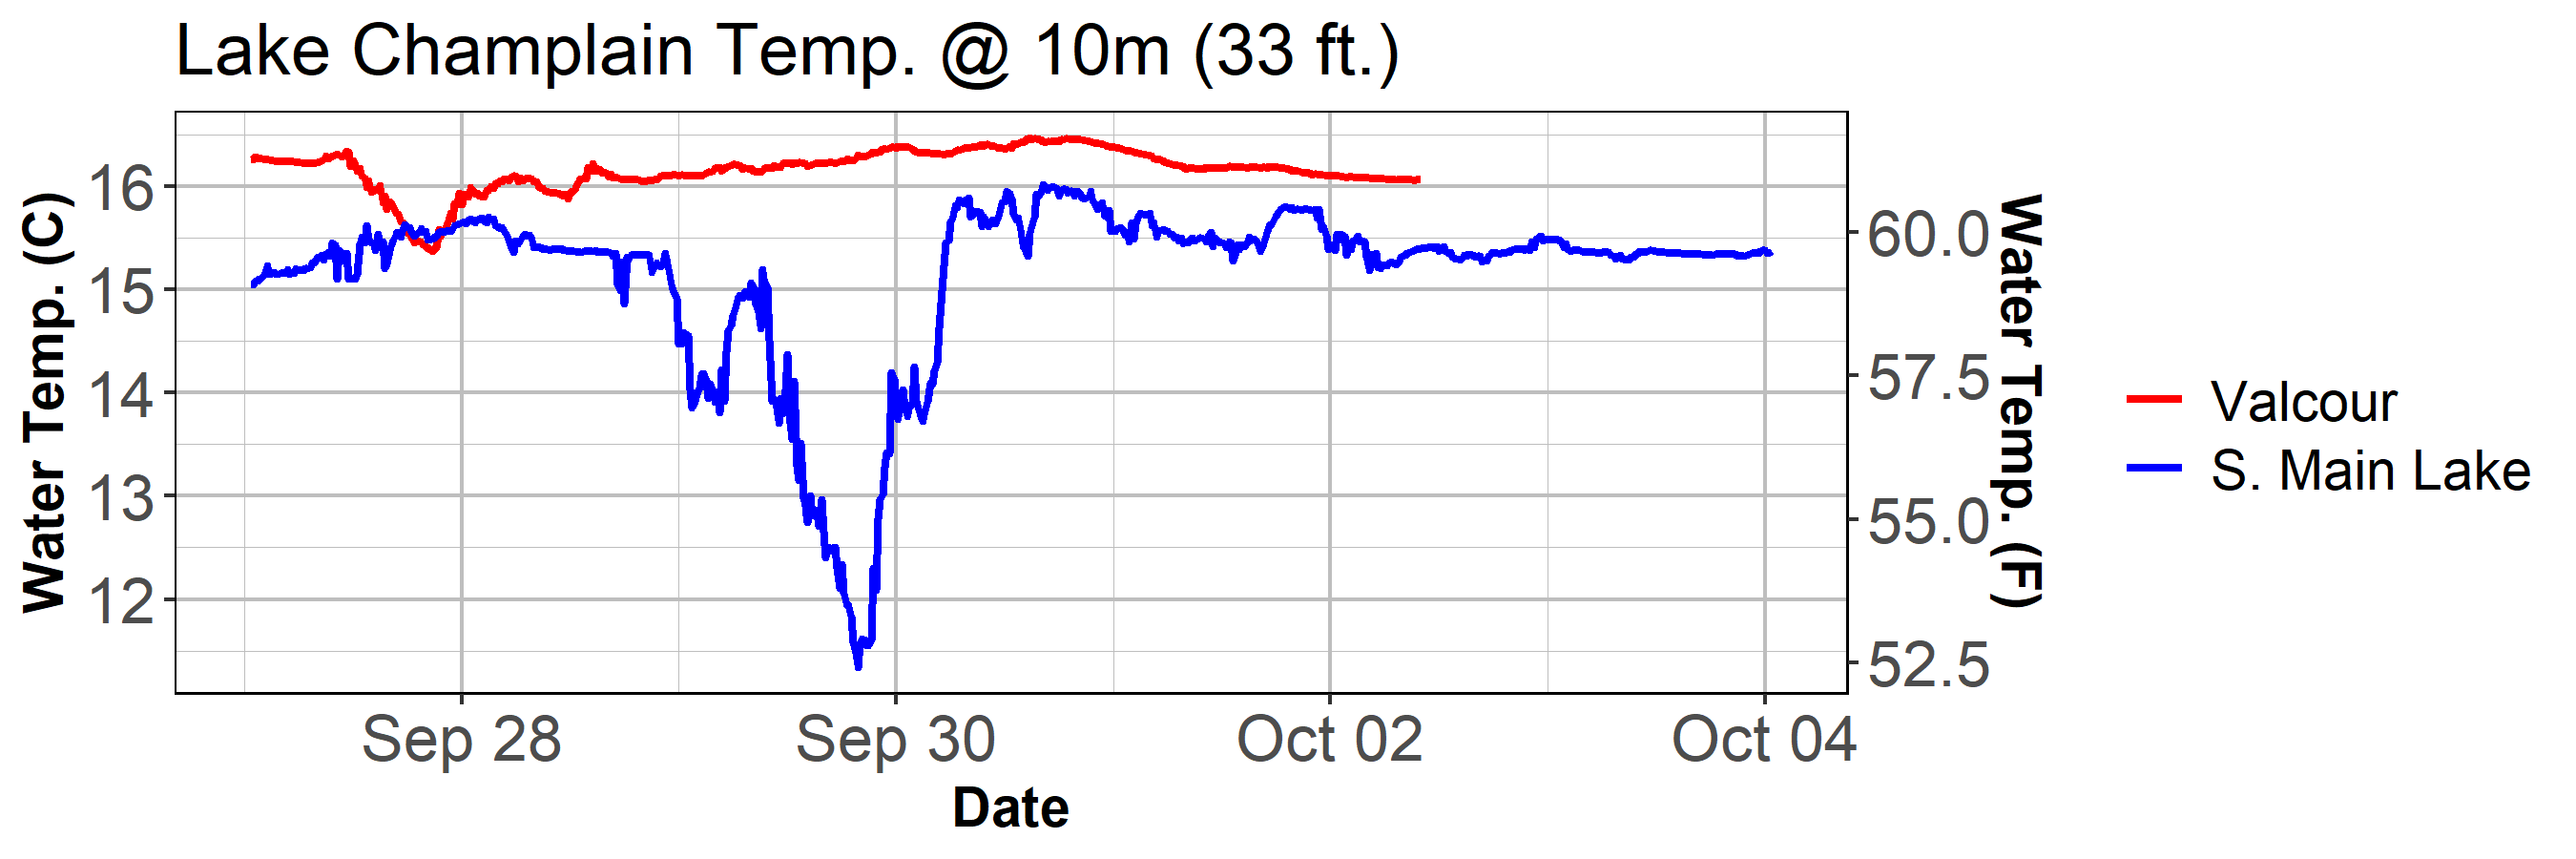 Lake Champlain Temp. @ 10m (33 ft.)
Water Temp. (C)
16
15
14
13
12
60.0
57.5
55.0
52.5
Water Temp. (F)
Sep 28
Sep 30
Oct 02
Oct 04
Date
Valcour
S. Main Lake